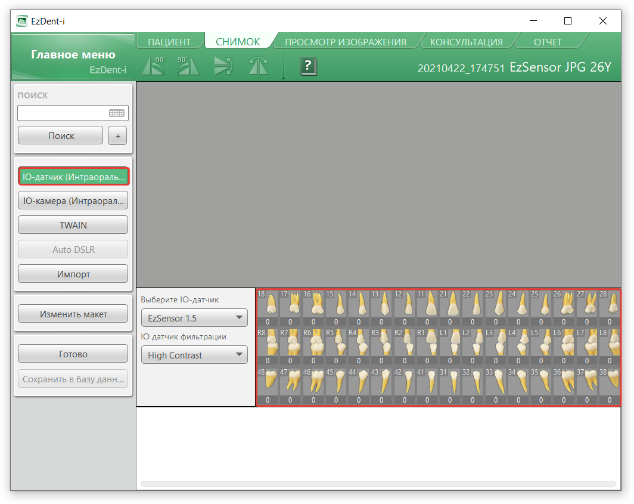 EzDent-i
Главное меню
EzDent-i
ПАЦИЕНТ
СНИМОК
ПРОСМОТР ИЗОБРАЖЕНИЯ
КОНСУЛЬТАЦИЯ
ОТЧЕТ
90
90
?
20210422_174751 EzSensor JPG 26Y
ПОИСК
Поиск
+
IO-датчик (Интраораль...
IO-камера (Интраорал...
TWAIN
Auto DSLR
Импорт
Изменить макет
Готово
Сохранить в базу данн...
Выберите IO-датчик
EzSensor 1.5
IO датчик фильтрации
High Contrast
18 17 16 15 14 13 12 11 21 22 23 24 25 26 27 28
0 0 0 0 0 0 0 0 0 0 0 0 0 0 0 0
R8 R7 R6 R5 R4 R3 R2 R1 L1 L2 L3 L4 L5 L6 L7 L8
0 0 0 0 0 0 0 0 0 0 0 0 0 0 0 0
48 47 46 45 44 43 42 41 31 32 33 34 35 36 37 38
0 0 0 0 0 0 0 0 0 0 0 0 0 0 0 0